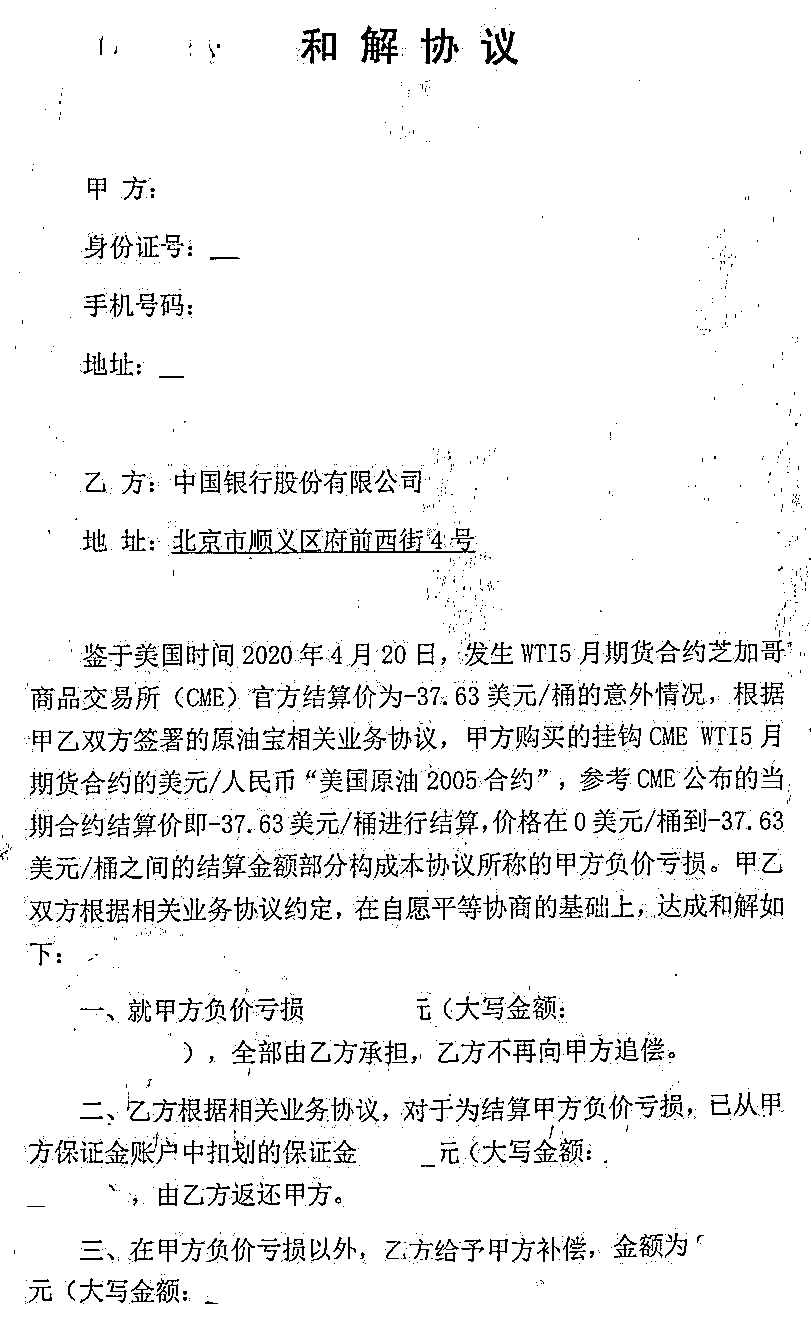 和解协议
甲 方:
身份证号:
手机号码:
地址:
乙 方: 中国银行股份有限公司
地 址: 北京市顺义区府前西街4号
鉴于美国时间2020年4月20日,发生WTI5月期货合约芝加哥
商品交易所(CME)官方结算价为-37.63美元/桶的意外情况,根据
甲乙双方签署的原油宝相关业务协议,甲方购买的挂钩CME WTI5月
期货合约的美元/人民币“美国原油2005合约”,参考CME公布的当
期合约结算价即-37.63美元/桶进行结算,价格在0美元/桶到-37.63
美元/桶之间的结算金额部分构成本协议所称的甲方负价亏损。甲乙
双方根据相关业务协议约定,在自愿平等协商的基础上,达成和解如
下:
一、就甲方负价亏损 元(大写金额:
),全部由乙方承担,乙方不再向甲方追偿。
二、乙方根据相关业务协议,对于为结算甲方负价亏损,已从甲
方保证金账户中扣划的保证金 元(大写金额:
,由乙方返还甲方。
三、在甲方负价亏损以外,乙方给予甲方补偿,金额为
元(大写金额: